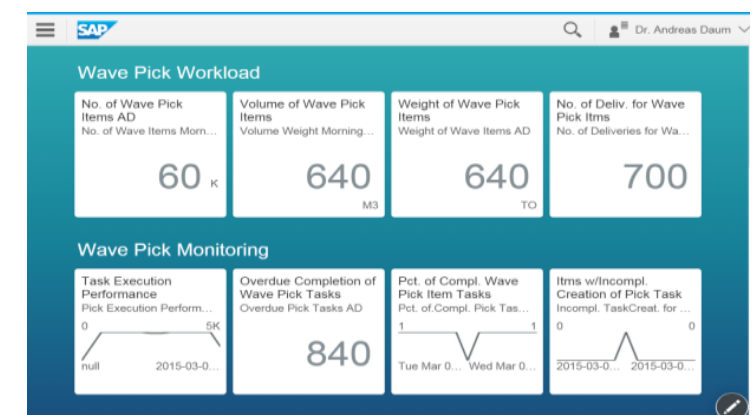 SAP
Dr. Andreas Daum
Wave Pick Workload
No. of Wave Pick
Items AD
No. of Wave Items Morn...
60 K
Volume of Wave Pick
Items
Volume Weight Morning...
640
M3
Weight of Wave Pick
Items
Weight of Wave Items AD
640
TO
No. of Deliv. for Wave
Pick Itms
No. of Deliveries for Wa...
700
Wave Pick Monitoring
Task Execution
Performance
Pick Execution Perform...
0 5K
null 2015-03-0...
Overdue Completion of
Wave Pick Tasks
Overdue Pick Tasks AD
840
Pct. of Compl. Wave
Pick Item Tasks
Pct. of.Compl. Pick Tas...
1 1
Tue Mar 0... Wed Mar 0...
Itms w/Incompl.
Creation of Pick Task
Incompl. TaskCreat. for ...
0 0
2015-03-0... 2015-03-0...